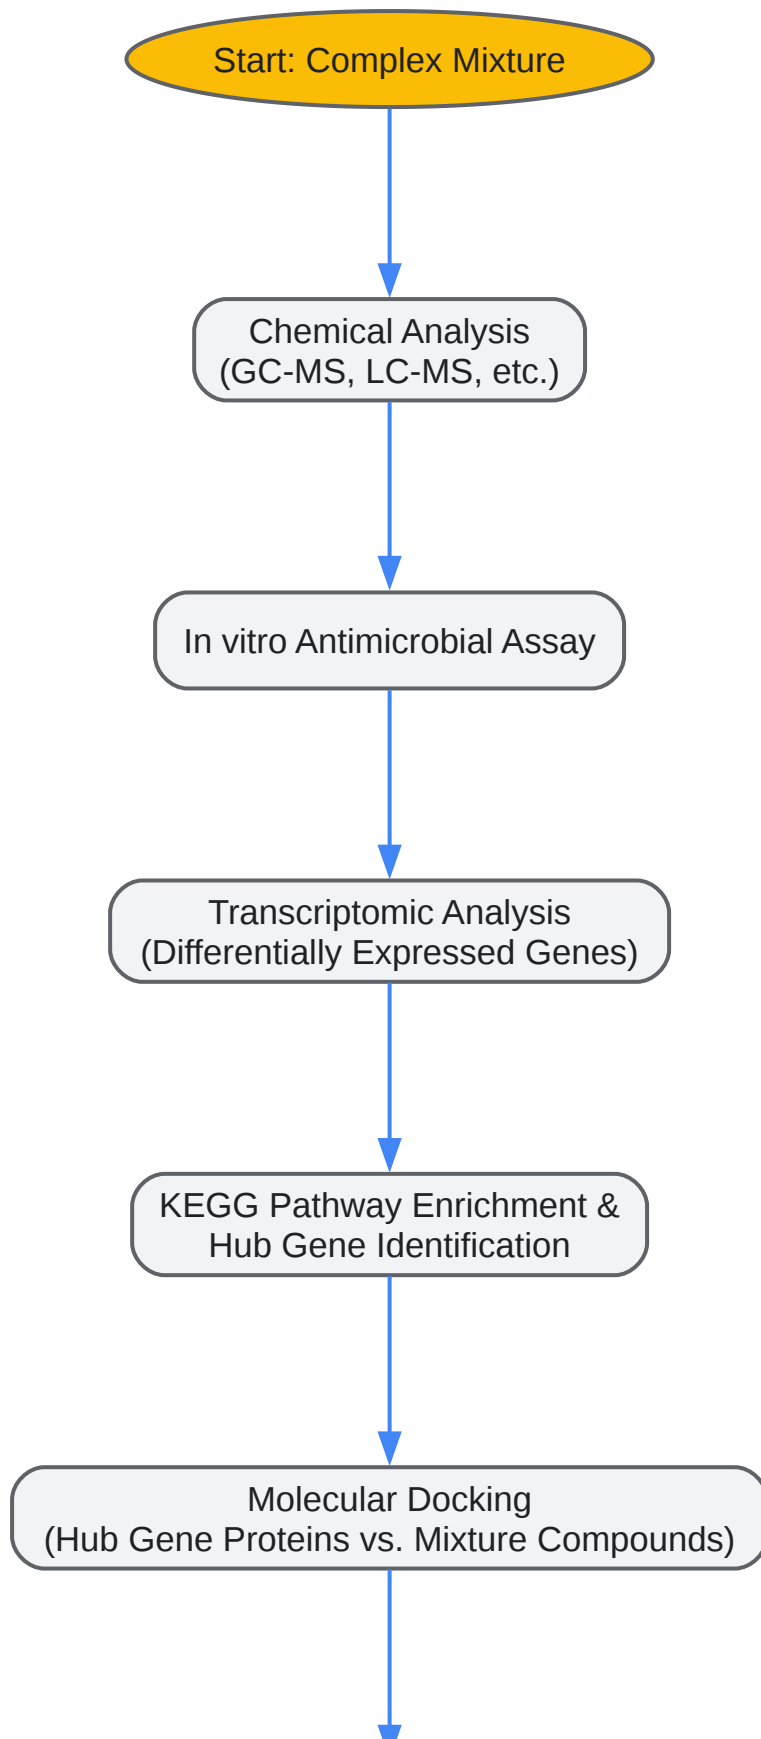 Start: Complex Mixture
Chemical Analysis
(GC-MS, LC-MS, etc.)
In vitro Antimicrobial Assay
Transcriptomic Analysis
(Differentially Expressed Genes)
KEGG Pathway Enrichment &
Hub Gene Identification
Molecular Docking
(Hub Gene Proteins vs. Mixture Compounds)